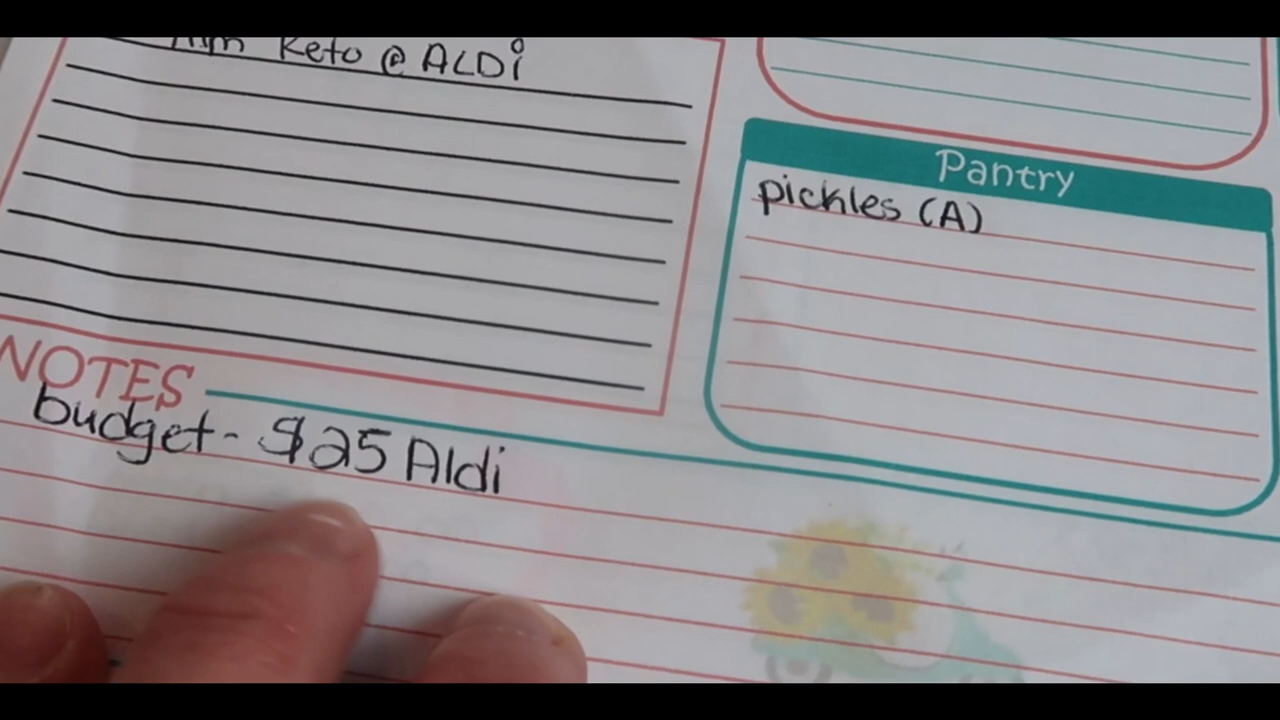 Keto @ ALDi
Pantry
pickles (A)
NOTES
budget - $25 Aldi